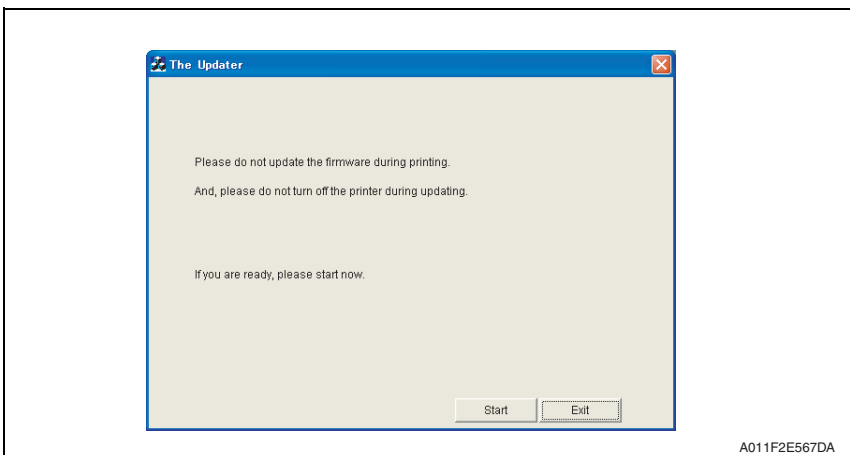 The Updater
Please do not update the firmware during printing.
And, please do not turn off the printer during updating.
If you are ready, please start now.
Start Exit
A011F2E567DA